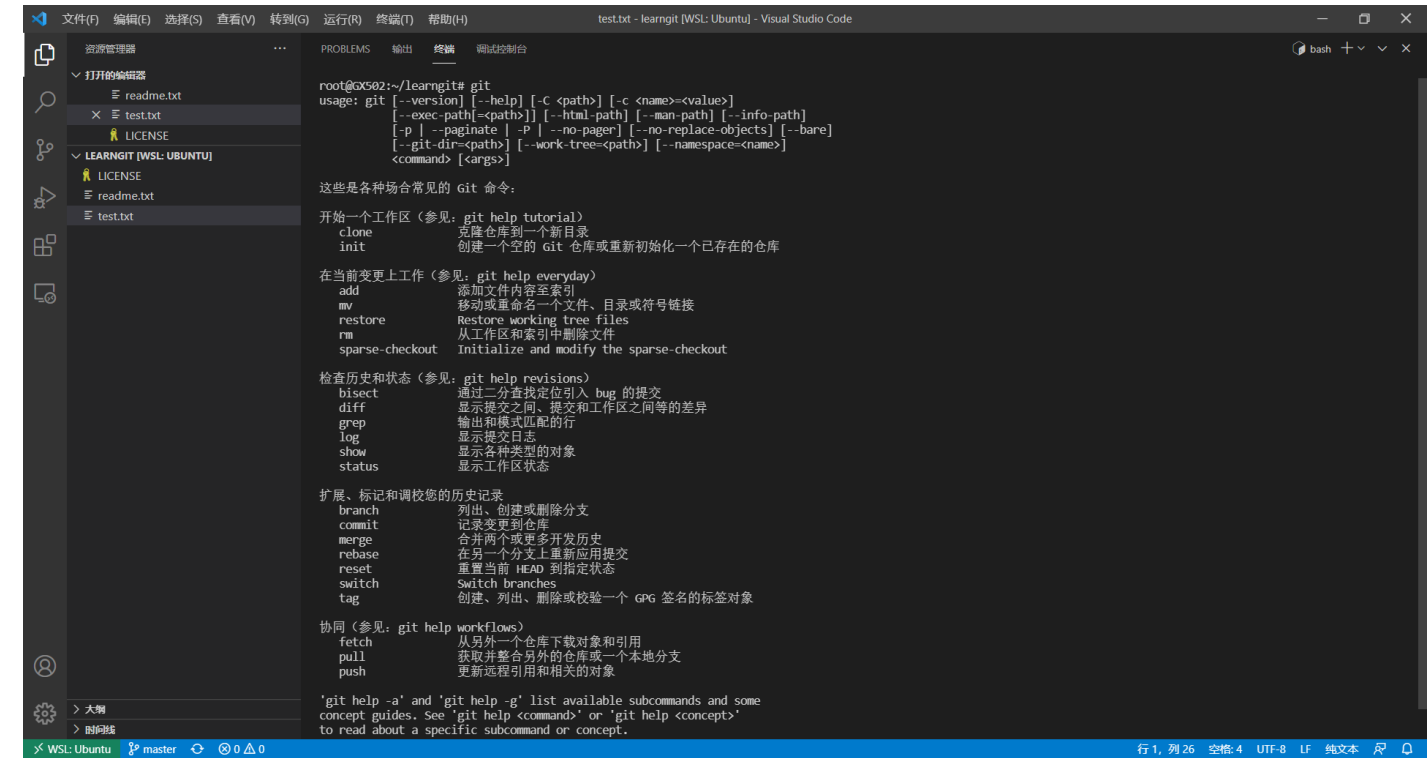 文件(F) 编辑(E) 选择(S) 查看(V) 转到(G) 运行(R) 终端(T) 帮助(H) test.txt - learngit [WSL: Ubuntu] - Visual Studio Code
资源管理器
打开的编辑器
readme.txt
test.txt
LICENSE
LEARNGIT [WSL: UBUNTU]
LICENSE
readme.txt
test.txt
大纲
时间线
PROBLEMS 输出 终端 调试控制台 bash
root@GX502:~/learngit# git
usage: git [--version] [--help] [-C <path>] [-c <name>=<value>]
[--exec-path[=<path>]] [--html-path] [--man-path] [--info-path]
[-p | --paginate | -P | --no-pager] [--no-replace-objects] [--bare]
[--git-dir=<path>] [--work-tree=<path>] [--namespace=<name>]
<command> [<args>]
这些是各种场合常见的 Git 命令：
开始一个工作区（参见：git help tutorial）
clone 克隆仓库到一个新目录
init 创建一个空的 Git 仓库或重新初始化一个已存在的仓库
在当前变更上工作（参见：git help everyday）
add 添加文件内容至索引
mv 移动或重命名一个文件、目录或符号链接
restore Restore working tree files
rm 从工作区和索引中删除文件
sparse-checkout Initialize and modify the sparse-checkout
检查历史和状态（参见：git help revisions）
bisect 通过二分查找定位引入 bug 的提交
diff 显示提交之间、提交和工作区之间等的差异
grep 输出和模式匹配的行
log 显示提交日志
show 显示各种类型的对象
status 显示工作区状态
扩展、标记和调校您的历史记录
branch 列出、创建或删除分支
commit 记录变更到仓库
merge 合并两个或更多开发历史
rebase 在另一个分支上重新应用提交
reset 重置当前 HEAD 到指定状态
switch Switch branches
tag 创建、列出、删除或校验一个 GPG 签名的标签对象
协同（参见：git help workflows）
fetch 从另外一个仓库下载对象和引用
pull 获取并整合另外的仓库或一个本地分支
push 更新远程引用和相关的对象
'git help -a' and 'git help -g' list available subcommands and some
concept guides. See 'git help <command>' or 'git help <concept>'
to read about a specific subcommand or concept.
WSL: Ubuntu master 0 0 行 1, 列 26 空格: 4 UTF-8 LF 纯文本